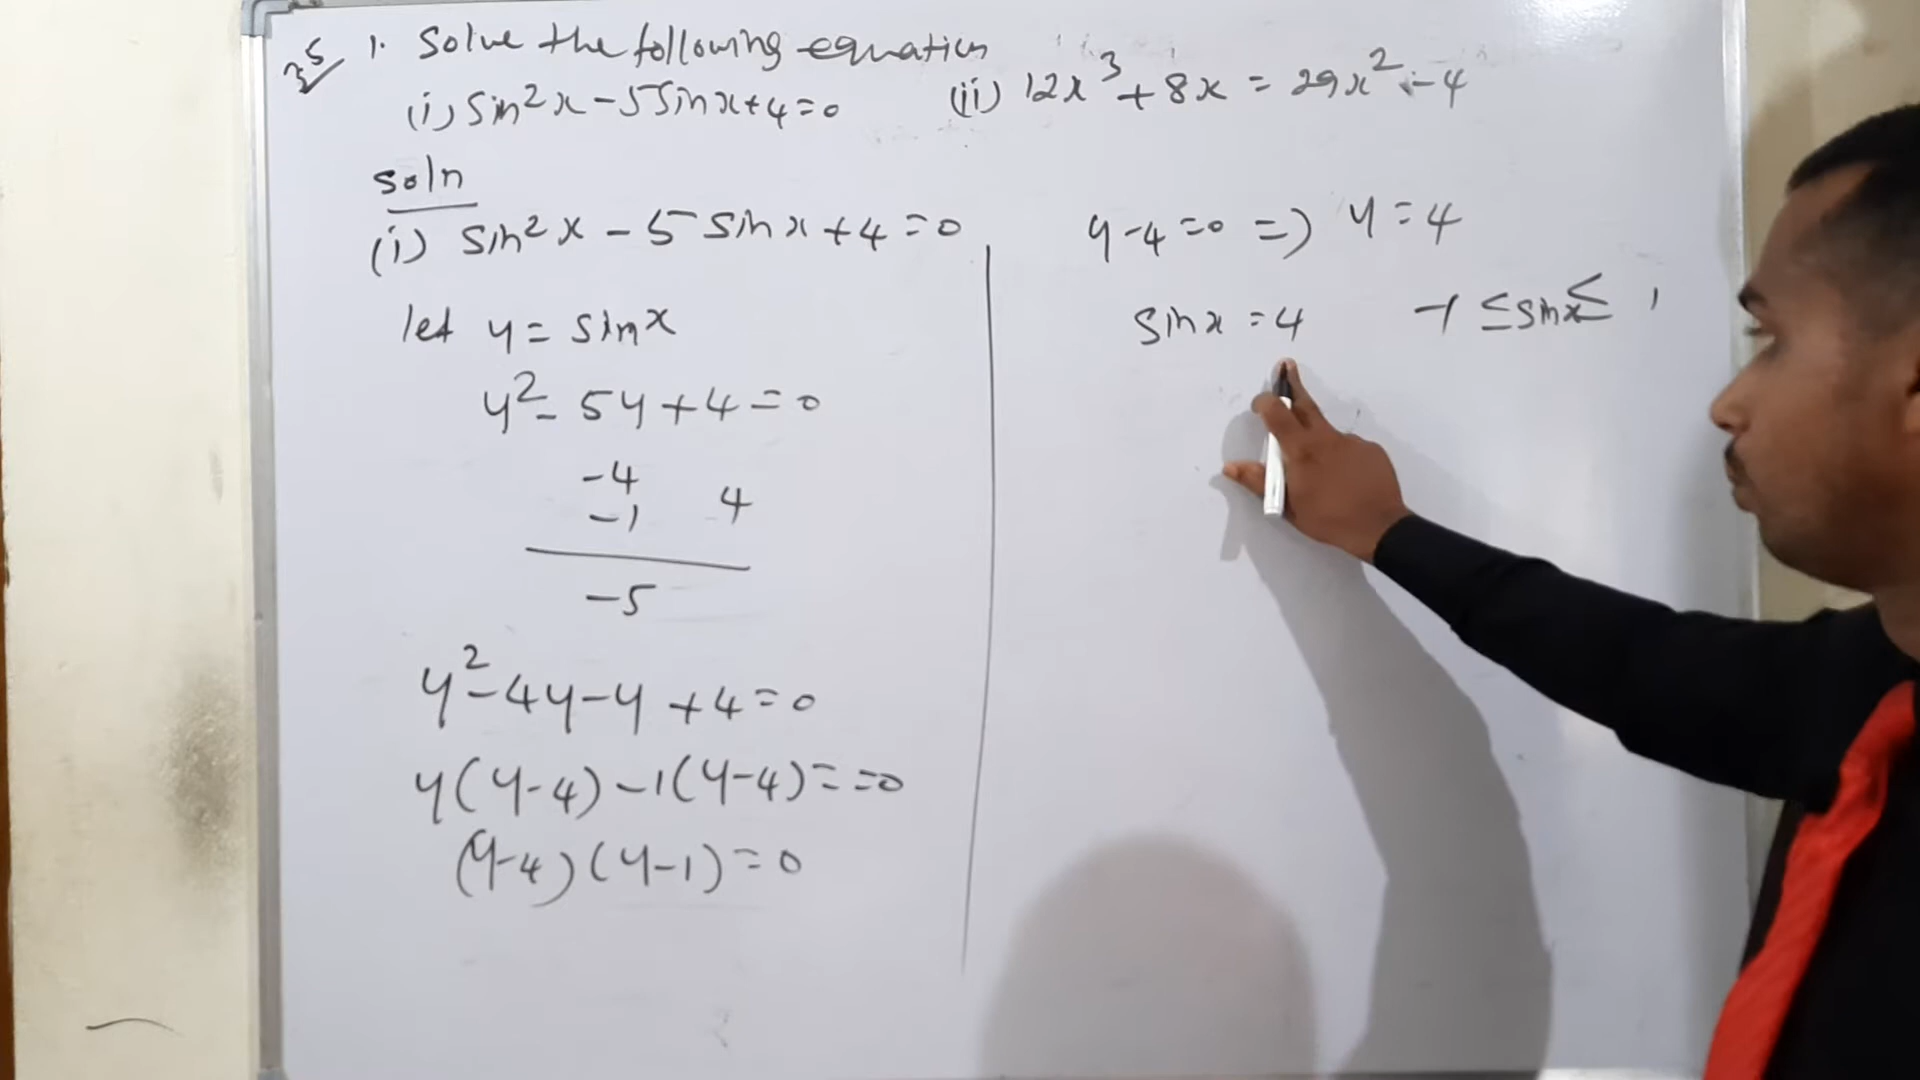 3.5 1. Solve the following equation
(i) Sin²x - 5Sinx+4=0 (ii) 12x³+8x = 29x²-4
Soln
(i) Sin²x - 5 Sinx+4=0
let y = Sinx
y² - 5y+4=0
-4
-1 4
-5
y²-4y-y+4=0
y(y-4)-1(y-4)==0
(y-4)(y-1)=0
y-4=0 => y=4
Sinx=4 -1 ≤sinx≤ 1